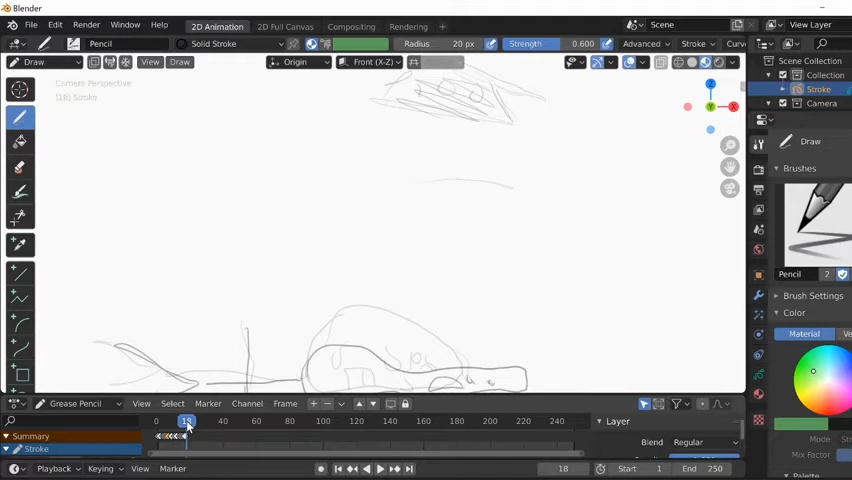 Blender
File Edit Render Window Help 2D Animation 2D Full Canvas Compositing Rendering Scene View Layer
Pencil Solid Stroke Radius 20 px Strength 0.600 Advanced Stroke Curv
Draw View Draw Origin Front (X-Z)
Scene Collection
Collection
Stroke
Camera
Camera Perspective
(18) Stroke
Z
Y
X
Draw
Brushes
Pencil 2
Brush Settings
Color
Material Ve
Mode S
Mix Factor
Palette
Grease Pencil View Select Marker Channel Frame
0 18 40 60 80 100 120 140 160 180 200 220 240
Summary
Stroke
Layer
Blend Regular
Playback Keying View Marker 18 Start 1 End 250